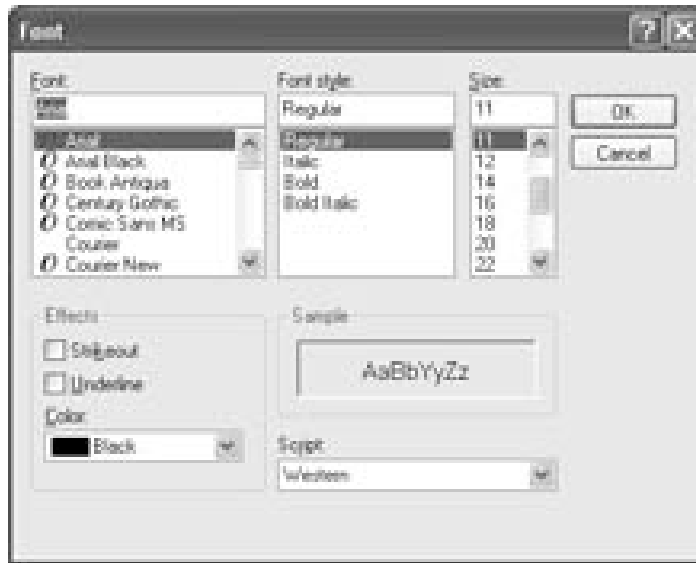 Font
Font:
Arial
Arial
Arial Black
Book Antiqua
Century Gothic
Comic Sans MS
Courier
Courier New
Font style:
Regular
Regular
Italic
Bold
Bold Italic
Size:
11
11
12
14
16
18
20
22
OK
Cancel
Effects
Strikeout
Underline
Color:
Black
Sample
AaBbYyZz
Script:
Western